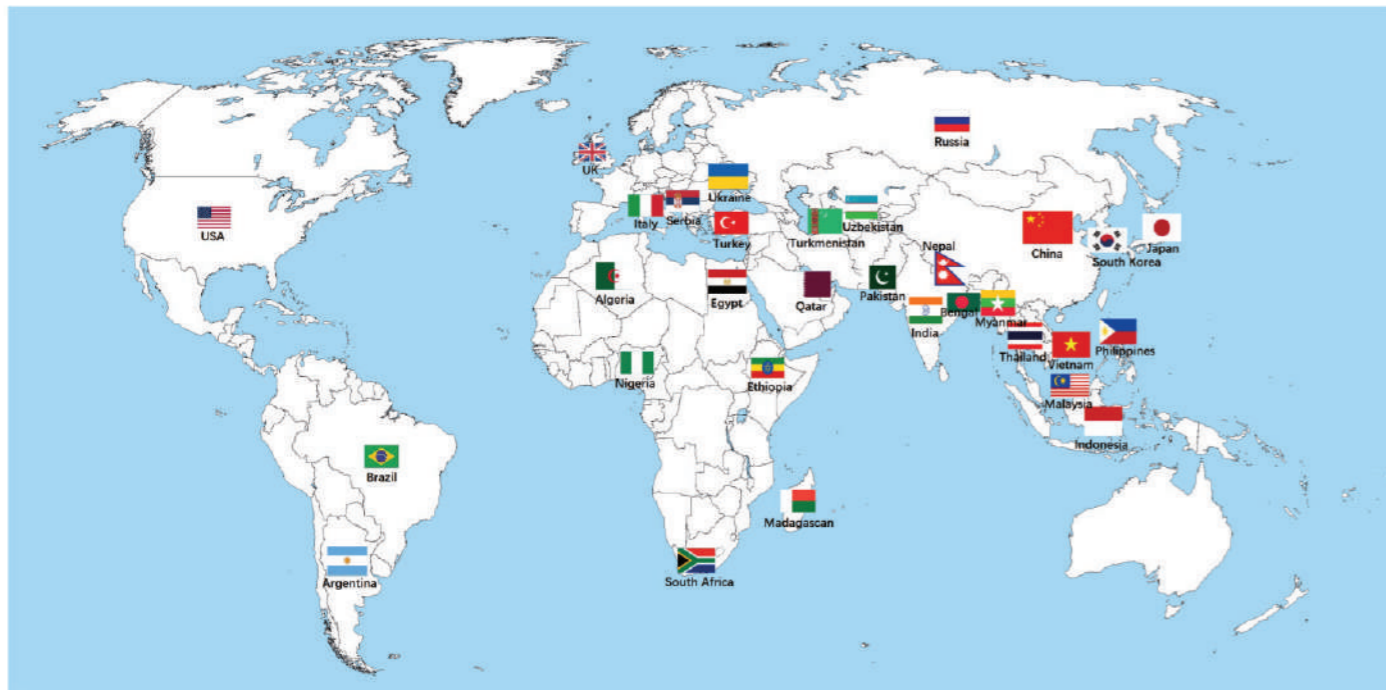 Russia
UK
Ukraine
Italy
Serbia
USA
Turkey
Turkmenistan
Uzbekistan
Nepal
China
South Korea
Japan
Algeria
Egypt
Qatar
Pakistan
India
Bengal
Myanmar
Thailand
Vietnam
Philippines
Nigeria
Ethiopia
Malaysia
Indonesia
Brazil
Madagascan
Argentina
South Africa